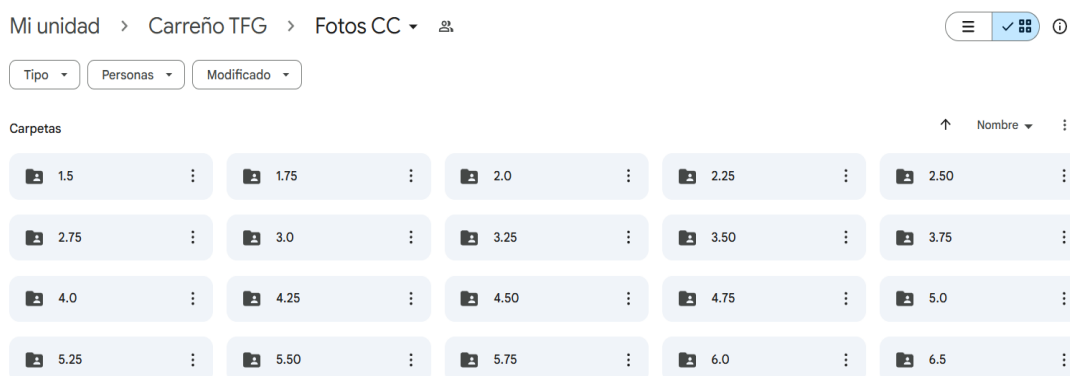 Mi unidad > Carreño TFG > Fotos CC
Tipo Personas Modificado
Carpetas Nombre
1.5 1.75 2.0 2.25 2.50
2.75 3.0 3.25 3.50 3.75
4.0 4.25 4.50 4.75 5.0
5.25 5.50 5.75 6.0 6.5